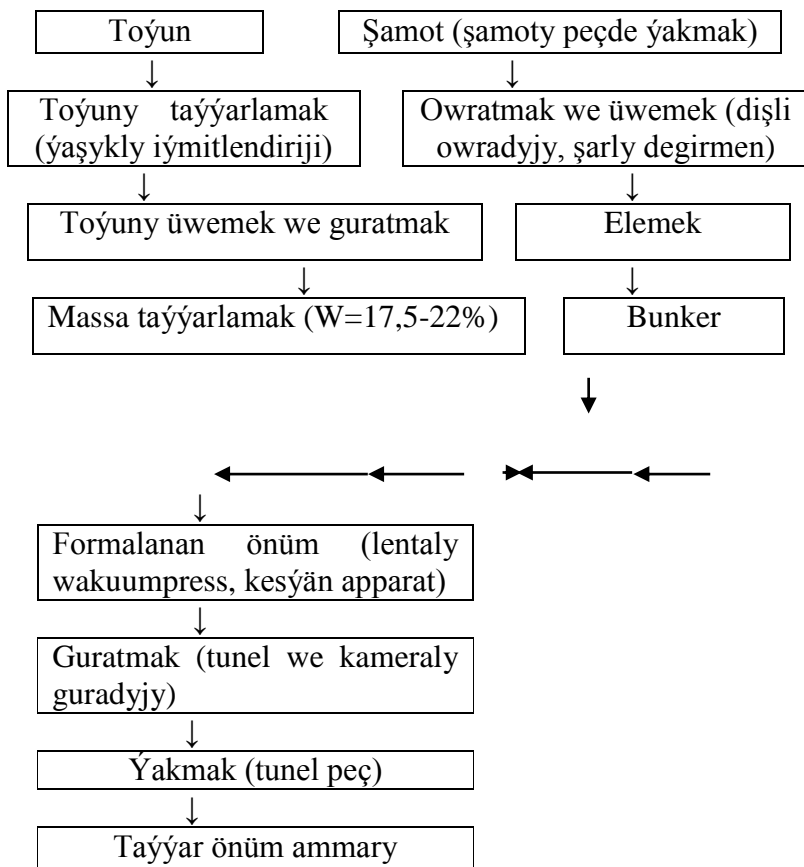 Toýun
Şamot (şamoty peçde ýakmak)
Toýuny taýýarlamak
(ýaşykly iýmitlendiriji)
Owratmak we üwemek (dişli
owradyjy, şarly degirmen)
Toýuny üwemek we guratmak
Elemek
Massa taýýarlamak (W=17,5-22%)
Bunker
Formalanan önüm (lentaly
wakuumpress, kesýän apparat)
Guratmak (tunel we kameraly
guradyjy)
Ýakmak (tunel peç)
Taýýar önüm ammary